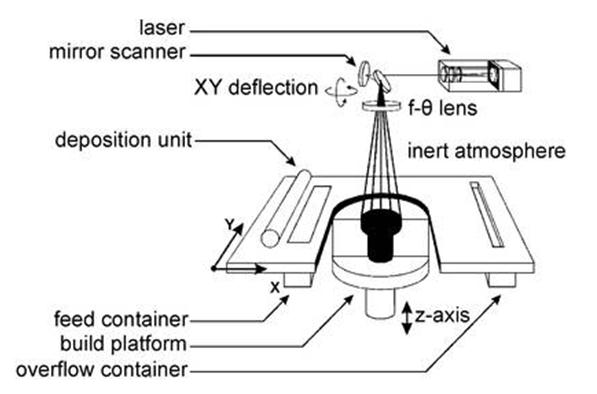 laser
mirror scanner
XY deflection
f-θ lens
deposition unit
inert atmosphere
Y
X
feed container
z-axis
build platform
overflow container